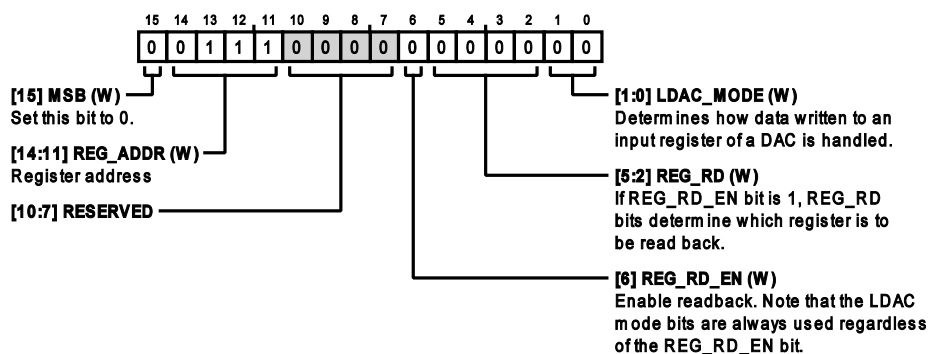 15 14 13 12 11 10 9 8 7 6 5 4 3 2 1 0
0 0 1 1 1 0 0 0 0 0 0 0 0 0 0 0
[15] MSB (W)
Set this bit to 0.
[14:11] REG_ADDR (W)
Register address
[10:7] RESERVED
[1:0] LDAC_MODE (W)
Determines how data written to an
input register of a DAC is handled.
[5:2] REG_RD (W)
If REG_RD_EN bit is 1, REG_RD
bits determine which register is to
be read back.
[6] REG_RD_EN (W)
Enable readback. Note that the LDAC
mode bits are always used regardless
of the REG_RD_EN bit.